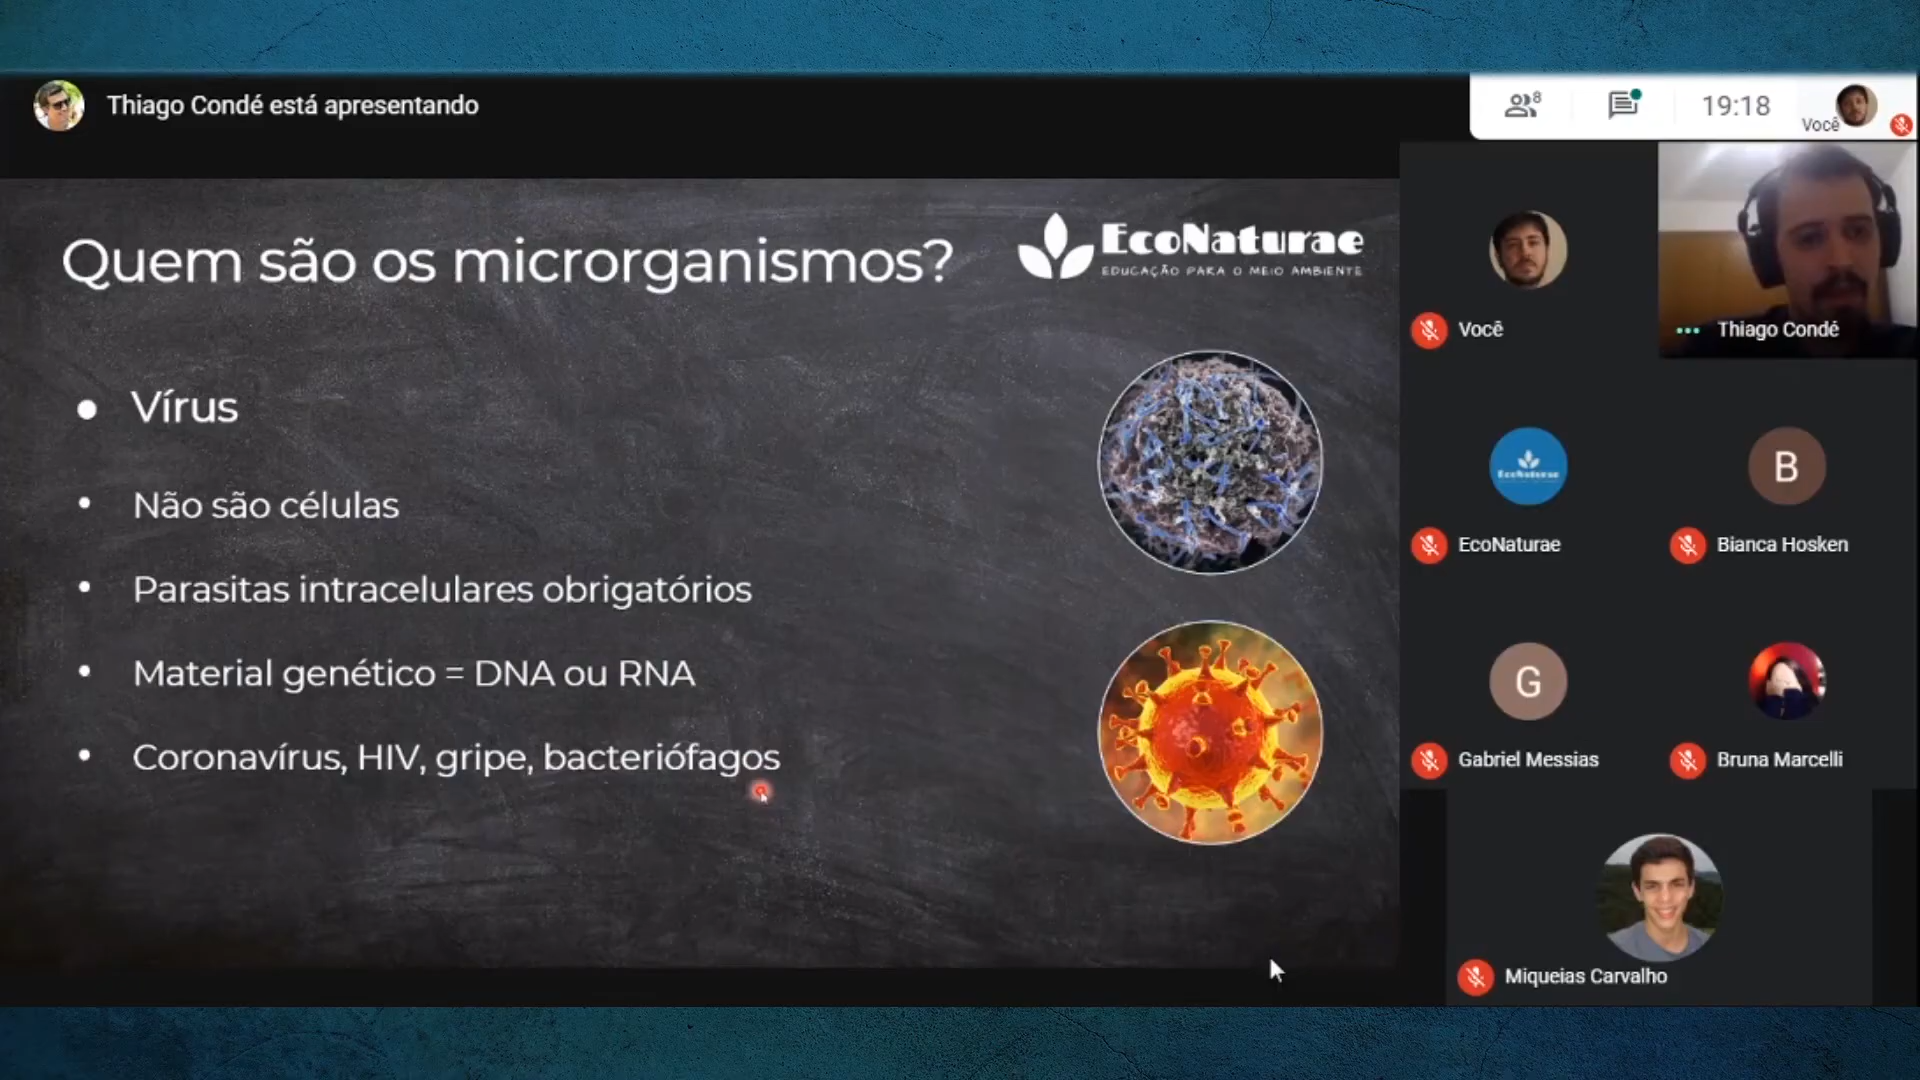 Thiago Condé está apresentando
8
19:18
Você
Quem são os microrganismos?
EcoNaturae
EDUCAÇÃO PARA O MEIO AMBIENTE
• Vírus
• Não são células
• Parasitas intracelulares obrigatórios
• Material genético = DNA ou RNA
• Coronavírus, HIV, gripe, bacteriófagos
Você
Thiago Condé
EcoNaturae
EcoNaturae
B
Bianca Hosken
G
Gabriel Messias
Bruna Marcelli
Miqueias Carvalho